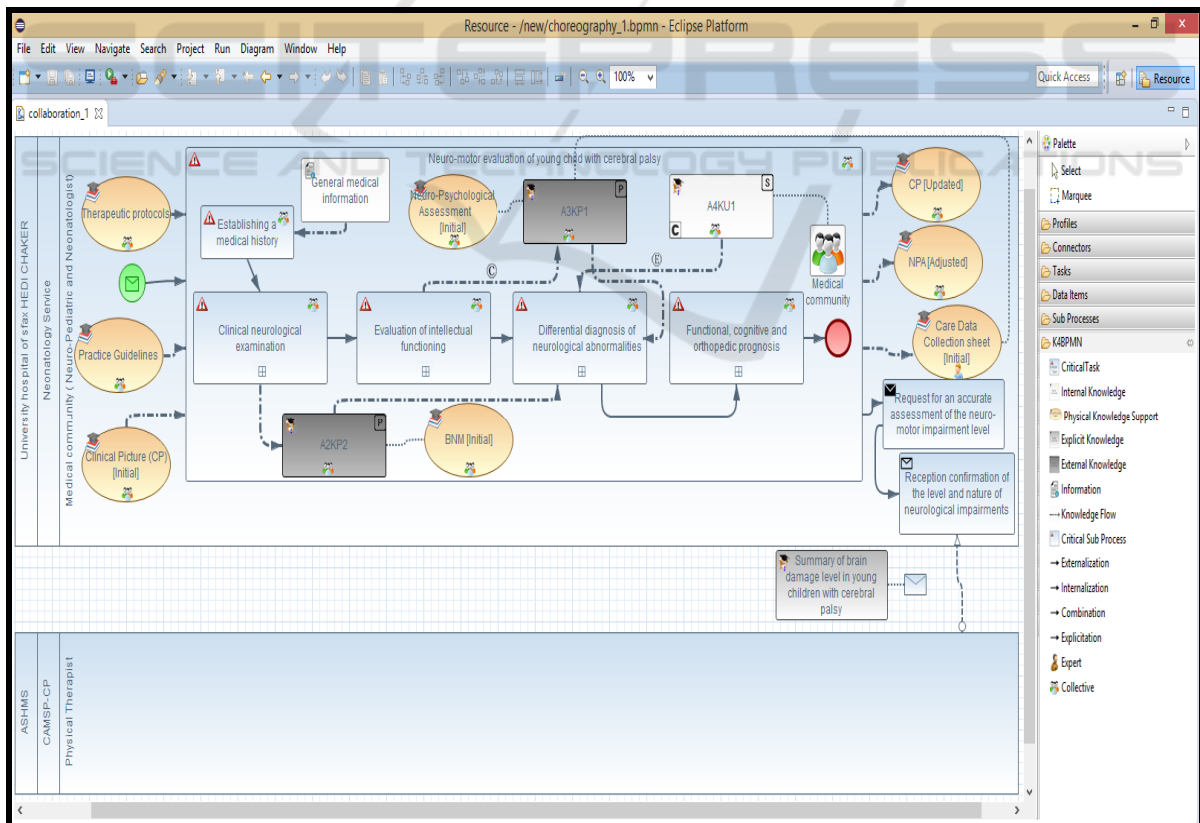 SCITEPRESS
SCIENCE AND TECHNOLOGY PUBLICATIONS
Resource - /new/choreography_1.bpmn - Eclipse Platform
File Edit View Navigate Search Project Run Diagram Window Help
100%
Quick Access
Resource
collaboration_1
University hospital of sfax HEDI CHAKER
Neonatology Service
Medical community ( Neuro-Pediatric and Neonatologist)
Therapeutic protocols
Practice Guidelines
Clinical Picture (CP)
[Initial]
Neuro-motor evaluation of young child with cerebral palsy
General medical
information
Establishing a
medical history
Neuro-Psychological
Assessment
[Initial]
A3KP1
P
A4KU1
S
C
Medical
community
C
E
Clinical neurological
examination
Evaluation of intellectual
functioning
Differential diagnosis of
neurological abnormalities
Functional, cognitive and
orthopedic prognosis
A2KP2
P
BNM [Initial]
CP [Updated]
NPA[Adjusted]
Care Data
Collection sheet
[Initial]
Request for an accurate
assessment of the neuro-
motor impairment level
Reception confirmation of
the level and nature of
neurological impairments
Summary of brain
damage level in young
children with cerebral
palsy
ASHMS
CAMSP-CP
Physical Therapist
Palette
Select
Marquee
Profiles
Connectors
Tasks
Data Items
Sub Processes
K4BPMN
CriticalTask
Internal Knowledge
Physical Knowledge Support
Explicit Knowledge
External Knowledge
Information
Knowledge Flow
Critical Sub Process
Externalization
Internalization
Combination
Explicitation
Expert
Collective